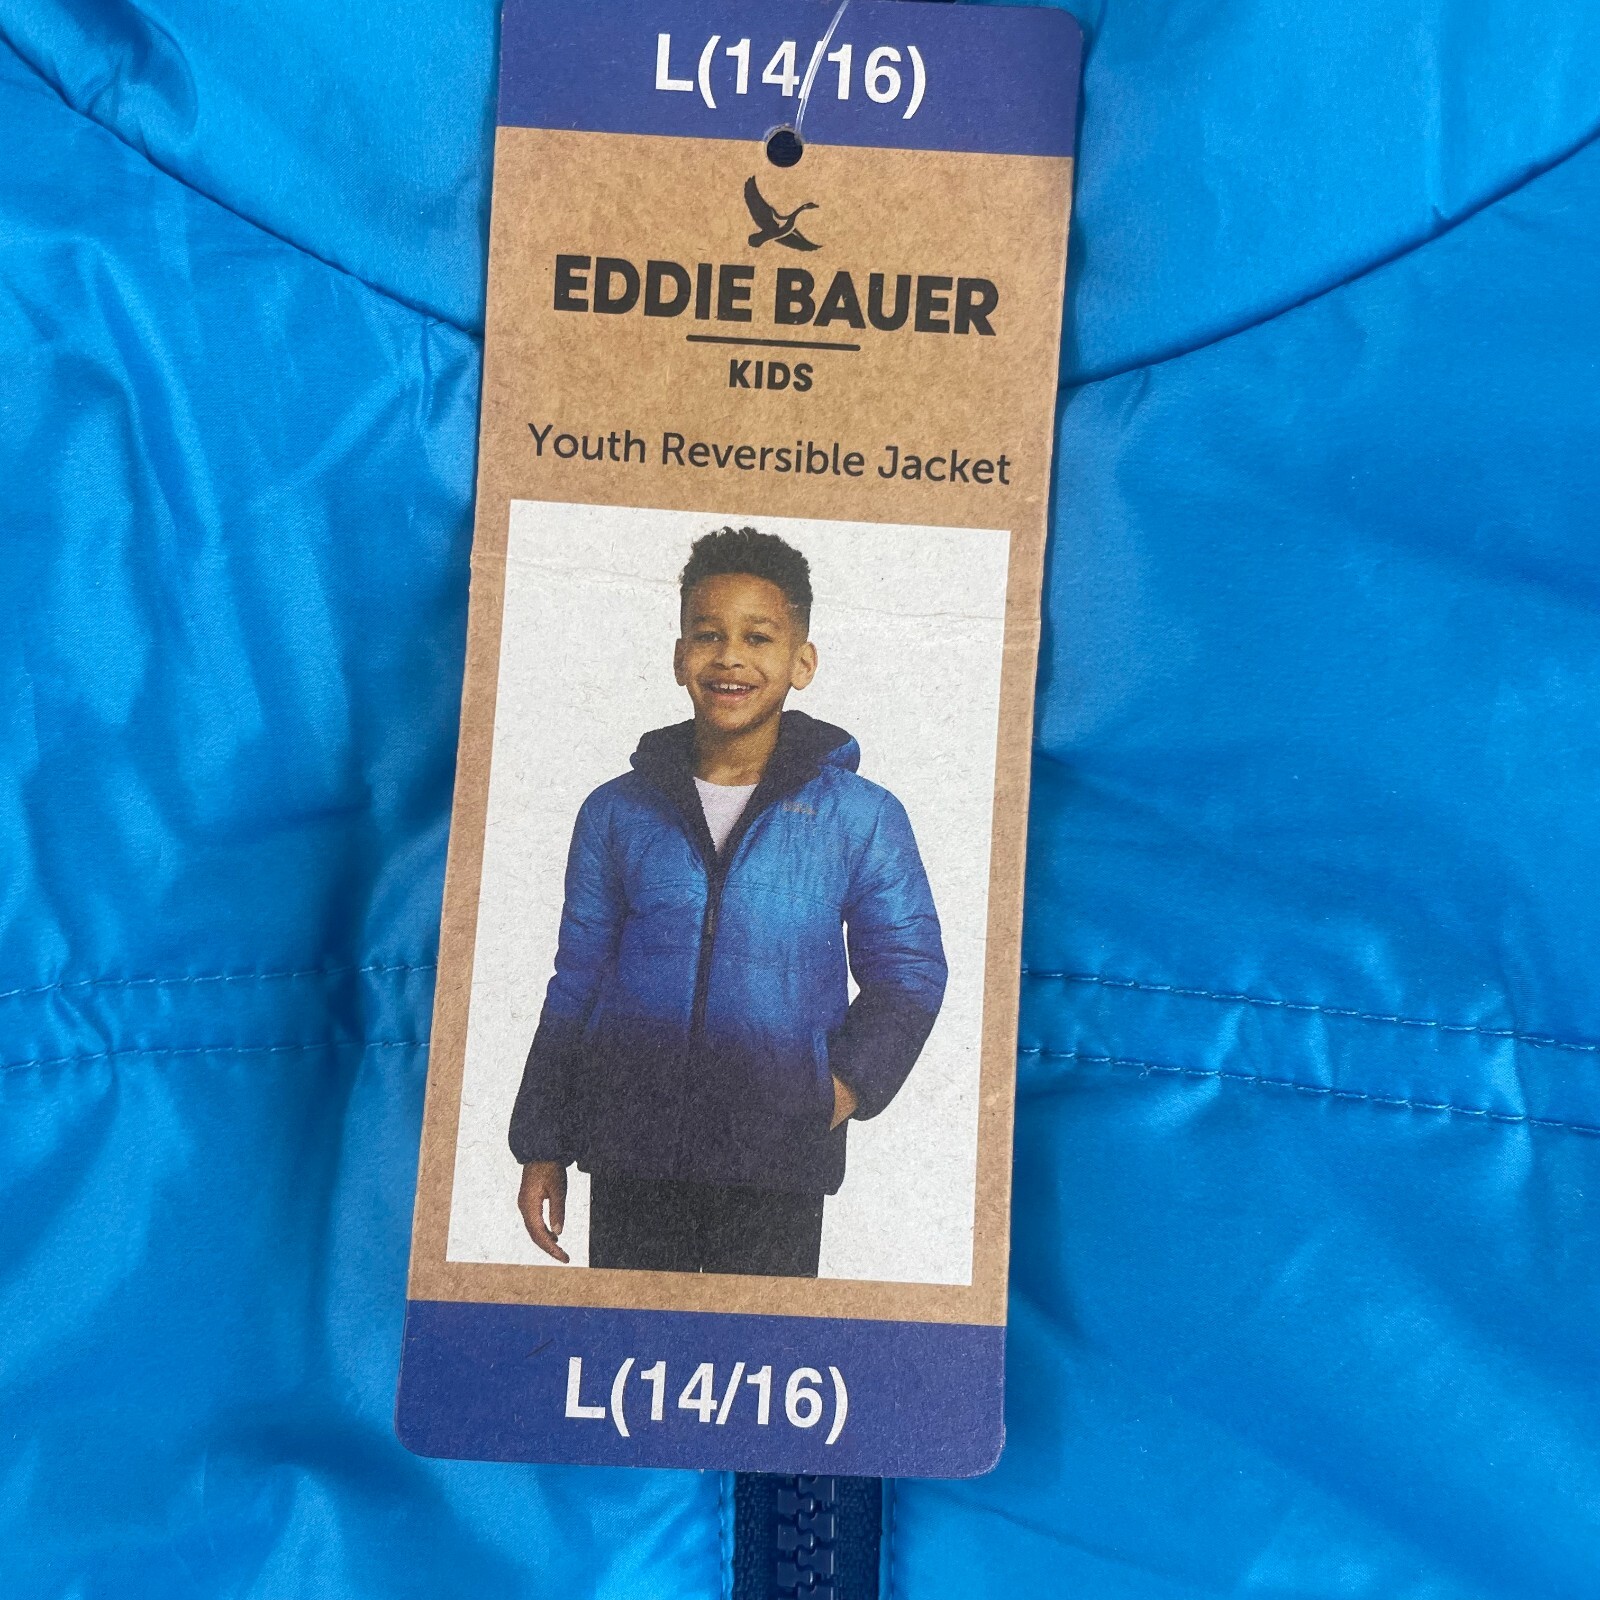 L(14/16)
EDDIE BAUER
KIDS
Youth Reversible Jacket
L(14/16)